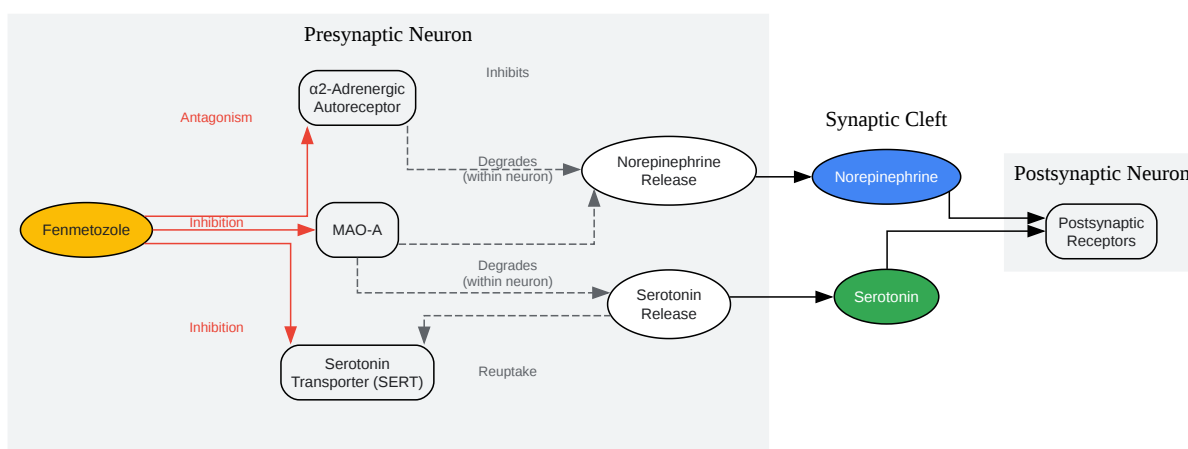 Presynaptic Neuron
Inhibits
α2-Adrenergic
Autoreceptor
Antagonism
Synaptic Cleft
Degrades
(within neuron)
Norepinephrine
Release
Norepinephrine
Postsynaptic Neuron
Fenmetozole
Inhibition
MAO-A
Postsynaptic
Receptors
Degrades
(within neuron)
Serotonin
Release
Serotonin
Inhibition
Serotonin
Transporter (SERT)
Reuptake